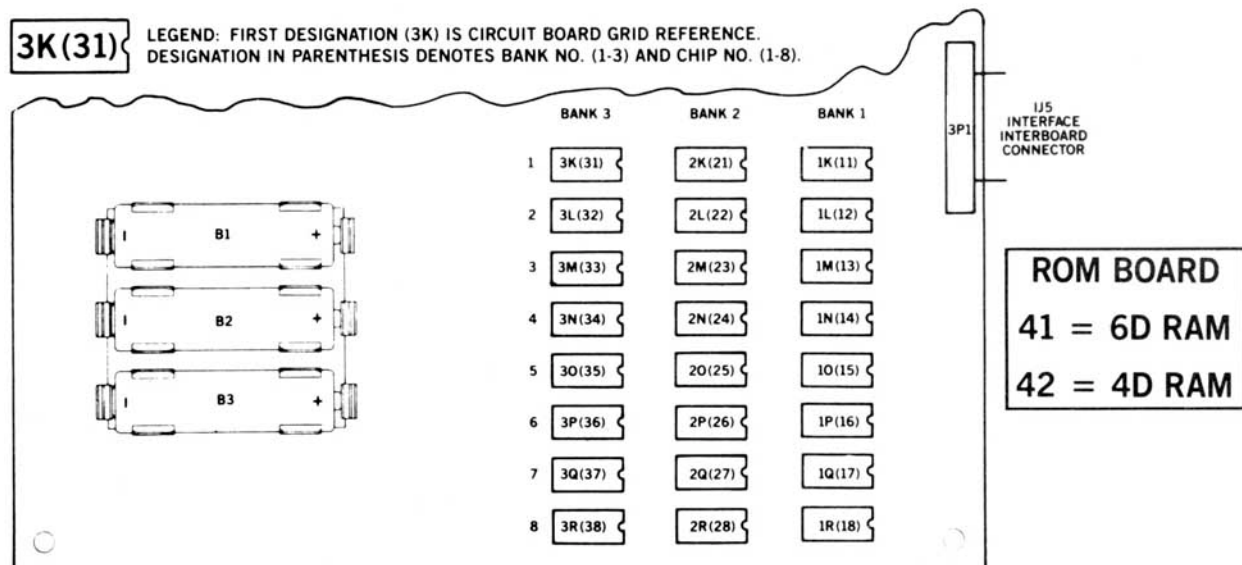 3K(31)
LEGEND: FIRST DESIGNATION (3K) IS CIRCUIT BOARD GRID REFERENCE.
DESIGNATION IN PARENTHESIS DENOTES BANK NO. (1-3) AND CHIP NO. (1-8).
BANK 3 BANK 2 BANK 1
3P1
IJ5
INTERFACE
INTERBOARD
CONNECTOR
1 3K(31) 2K(21) 1K(11)
2 3L(32) 2L(22) 1L(12)
3 3M(33) 2M(23) 1M(13)
4 3N(34) 2N(24) 1N(14)
5 3O(35) 2O(25) 1O(15)
6 3P(36) 2P(26) 1P(16)
7 3Q(37) 2Q(27) 1Q(17)
8 3R(38) 2R(28) 1R(18)
- B1 +
- B2 +
- B3 +
ROM BOARD
41 = 6D RAM
42 = 4D RAM